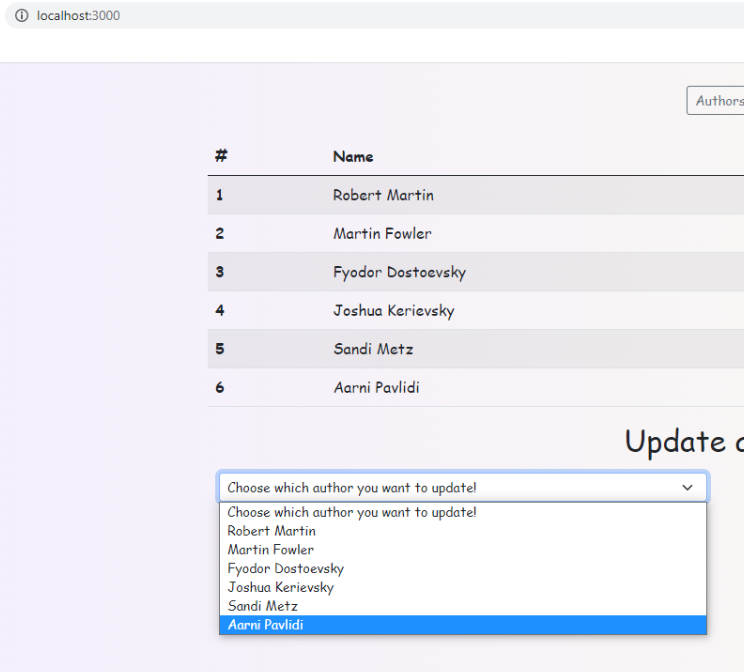 localhost:3000
Authors
# Name
1 Robert Martin
2 Martin Fowler
3 Fyodor Dostoevsky
4 Joshua Kerievsky
5 Sandi Metz
6 Aarni Pavlidi
Update
Choose which author you want to update!
Choose which author you want to update!
Robert Martin
Martin Fowler
Fyodor Dostoevsky
Joshua Kerievsky
Sandi Metz
Aarni Pavlidi